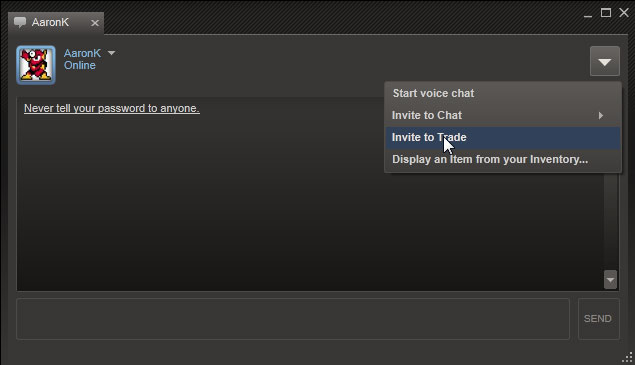 AaronK
AaronK
Online
Start voice chat
Invite to Chat
Invite to Trade
Display an Item from your Inventory...
Never tell your password to anyone.
SEND